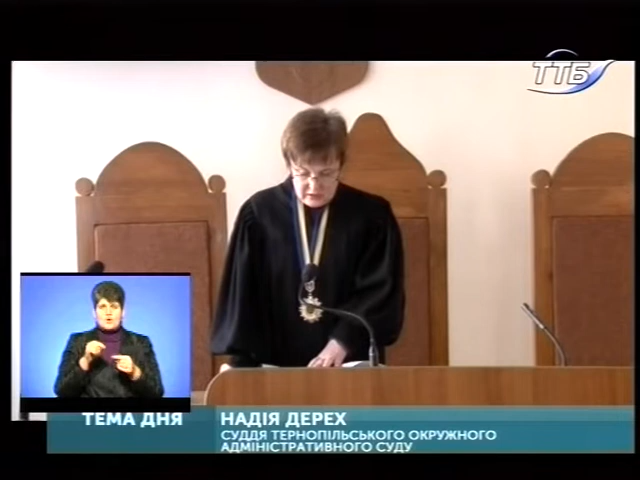 ТТБ
ТЕМА ДНЯ
НАДІЯ ДЕРЕХ
СУДДЯ ТЕРНОПІЛЬСЬКОГО ОКРУЖНОГО
АДМІНІСТРАТИВНОГО СУДУ